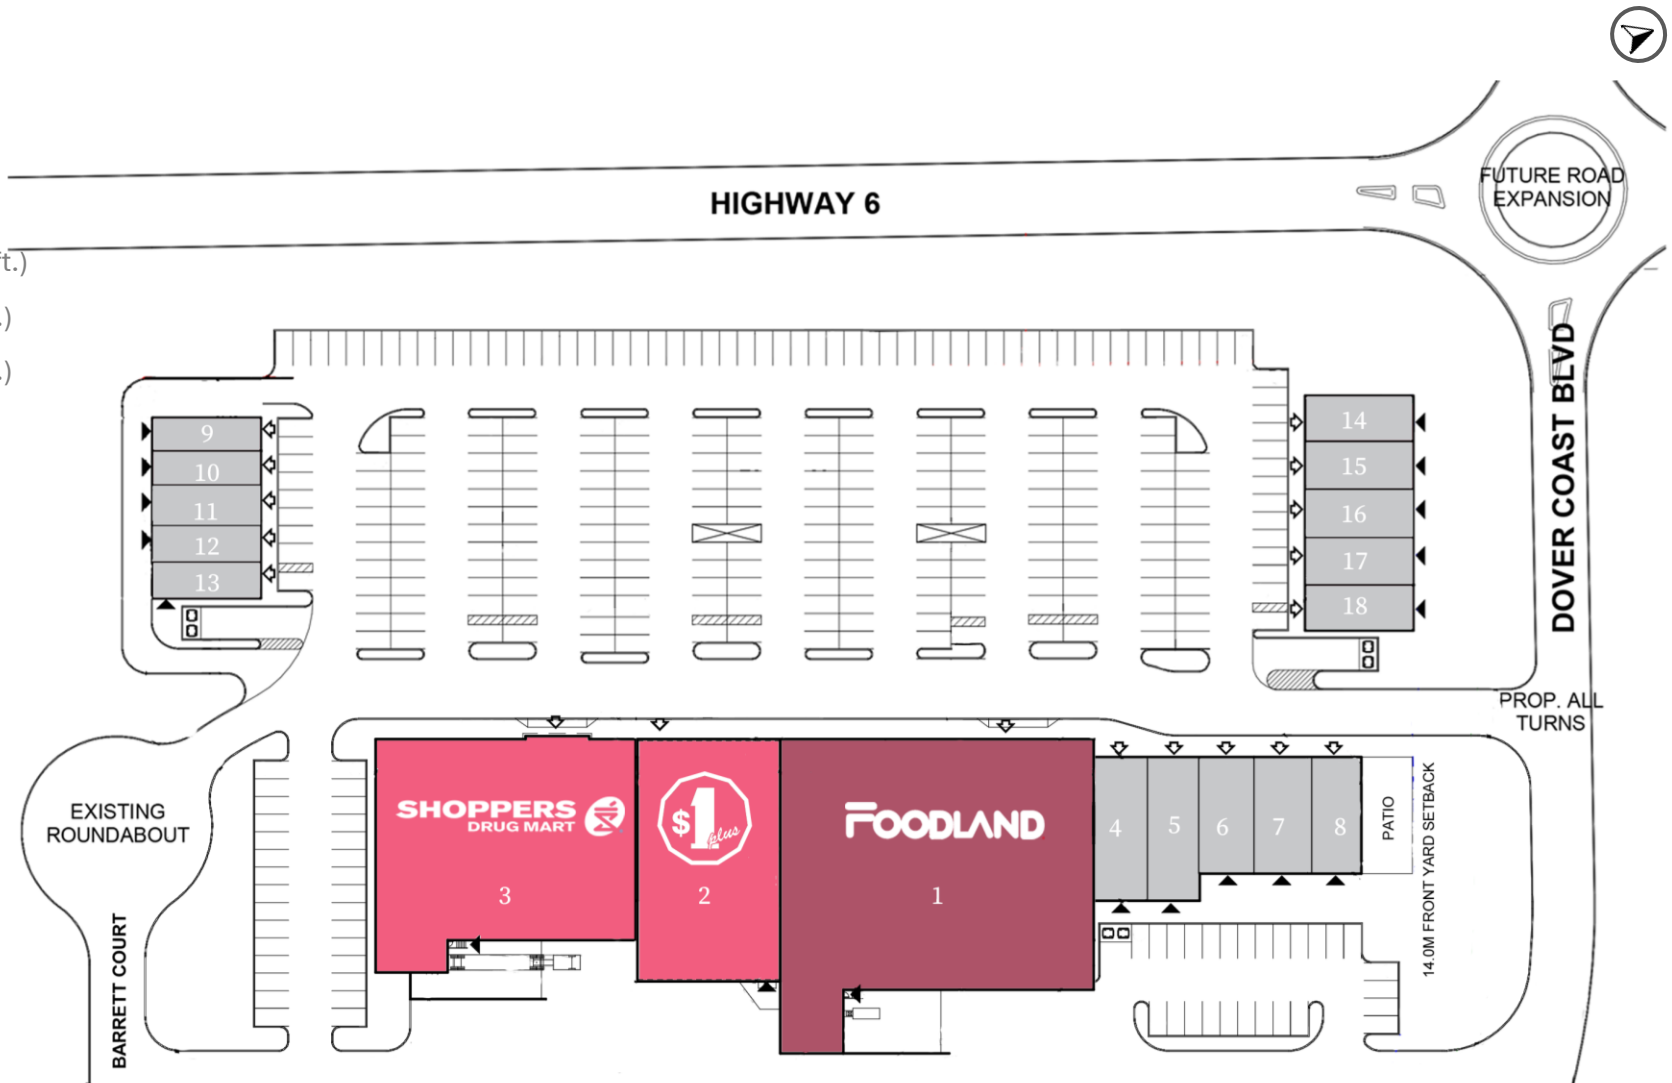 FUTURE ROAD
EXPANSION
HIGHWAY 6
ft.)
.)
.)
DOVER COAST BLVD
9
10
11
12
13
14
15
16
17
18
PROP. ALL
TURNS
EXISTING
ROUNDABOUT
BARRETT COURT
SHOPPERS
DRUG MART
3
$1
plus
2
FOODLAND
1
4
5
6
7
8
PATIO
14.0M FRONT YARD SETBACK